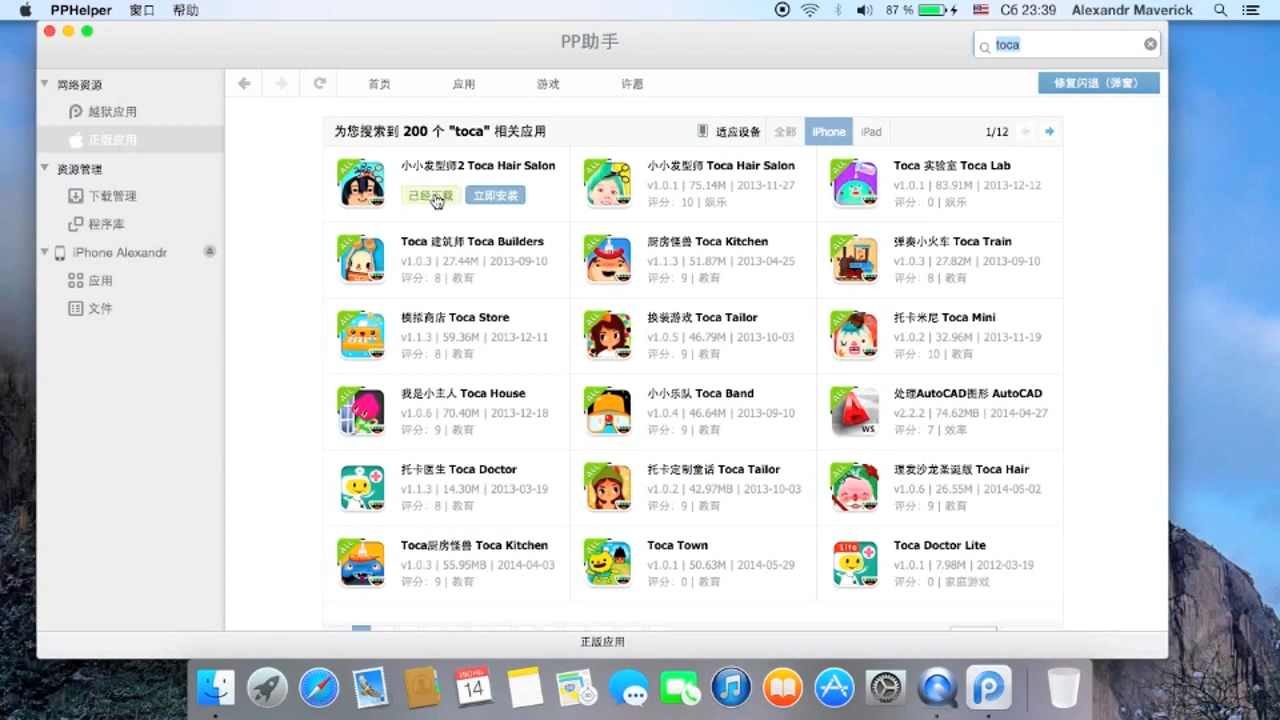 PPHelper 窗口 帮助 87 % Сб 23:39 Alexandr Maverick
PP助手
toca
网络资源
越狱应用
正版应用
资源管理
下载管理
程序库
iPhone Alexandr
应用
文件
首页 应用 游戏 许愿 修复闪退（弹窗）
为您搜索到 200 个 "toca" 相关应用 适应设备 全部 iPhone iPad 1/12
小小发型师2 Toca Hair Salon
立即安装
小小发型师 Toca Hair Salon
v1.0.1 | 75.14M | 2013-11-27
评分：10 | 娱乐
Toca 实验室 Toca Lab
v1.0.1 | 83.91M | 2013-12-12
评分：0 | 娱乐
Toca 建筑师 Toca Builders
v1.0.3 | 27.44M | 2013-09-10
评分：8 | 教育
厨房怪兽 Toca Kitchen
v1.1.3 | 51.87M | 2013-04-25
评分：9 | 教育
弹奏小火车 Toca Train
v1.0.3 | 27.82M | 2013-09-10
评分：8 | 教育
模拟商店 Toca Store
v1.1.3 | 59.36M | 2013-12-11
评分：8 | 教育
换装游戏 Toca Tailor
v1.0.5 | 46.79M | 2013-10-03
评分：9 | 教育
托卡米尼 Toca Mini
v1.0.2 | 32.96M | 2013-11-19
评分：10 | 教育
我是小主人 Toca House
v1.0.6 | 70.40M | 2013-12-18
评分：9 | 教育
小小乐队 Toca Band
v1.0.4 | 46.64M | 2013-09-10
评分：9 | 教育
处理AutoCAD图形 AutoCAD
v2.2.2 | 74.62MB | 2014-04-27
评分：7 | 效率
WS
托卡医生 Toca Doctor
v1.1.3 | 14.30M | 2013-03-19
评分：8 | 教育
托卡定制童话 Toca Tailor
v1.0.2 | 42.97MB | 2013-10-03
评分：9 | 教育
理发沙龙圣诞版 Toca Hair
v1.0.6 | 26.55M | 2014-05-02
评分：9 | 教育
Toca厨房怪兽 Toca Kitchen
v1.0.3 | 55.95MB | 2014-04-03
评分：9 | 教育
Toca Town
v1.0.1 | 50.63M | 2014-05-29
评分：0 | 教育
Lite
Toca Doctor Lite
v1.0.1 | 7.98M | 2012-03-19
评分：0 | 家庭游戏
正版应用
14